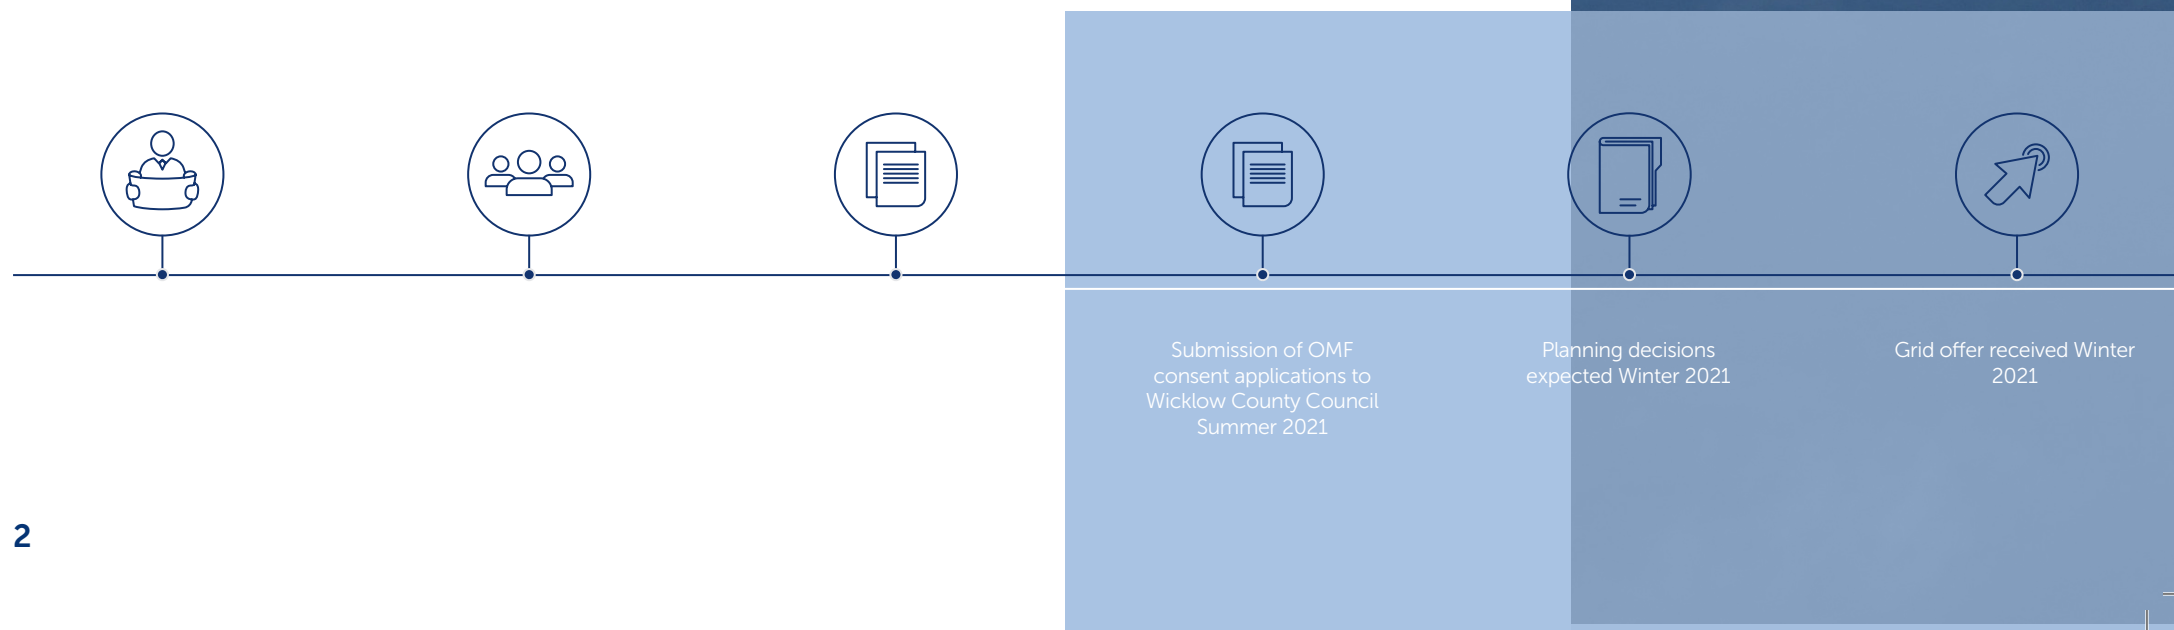 Submission of OMF
consent applications to
Wicklow County Council
Summer 2021
Planning decisions
expected Winter 2021
Grid offer received Winter
2021
2